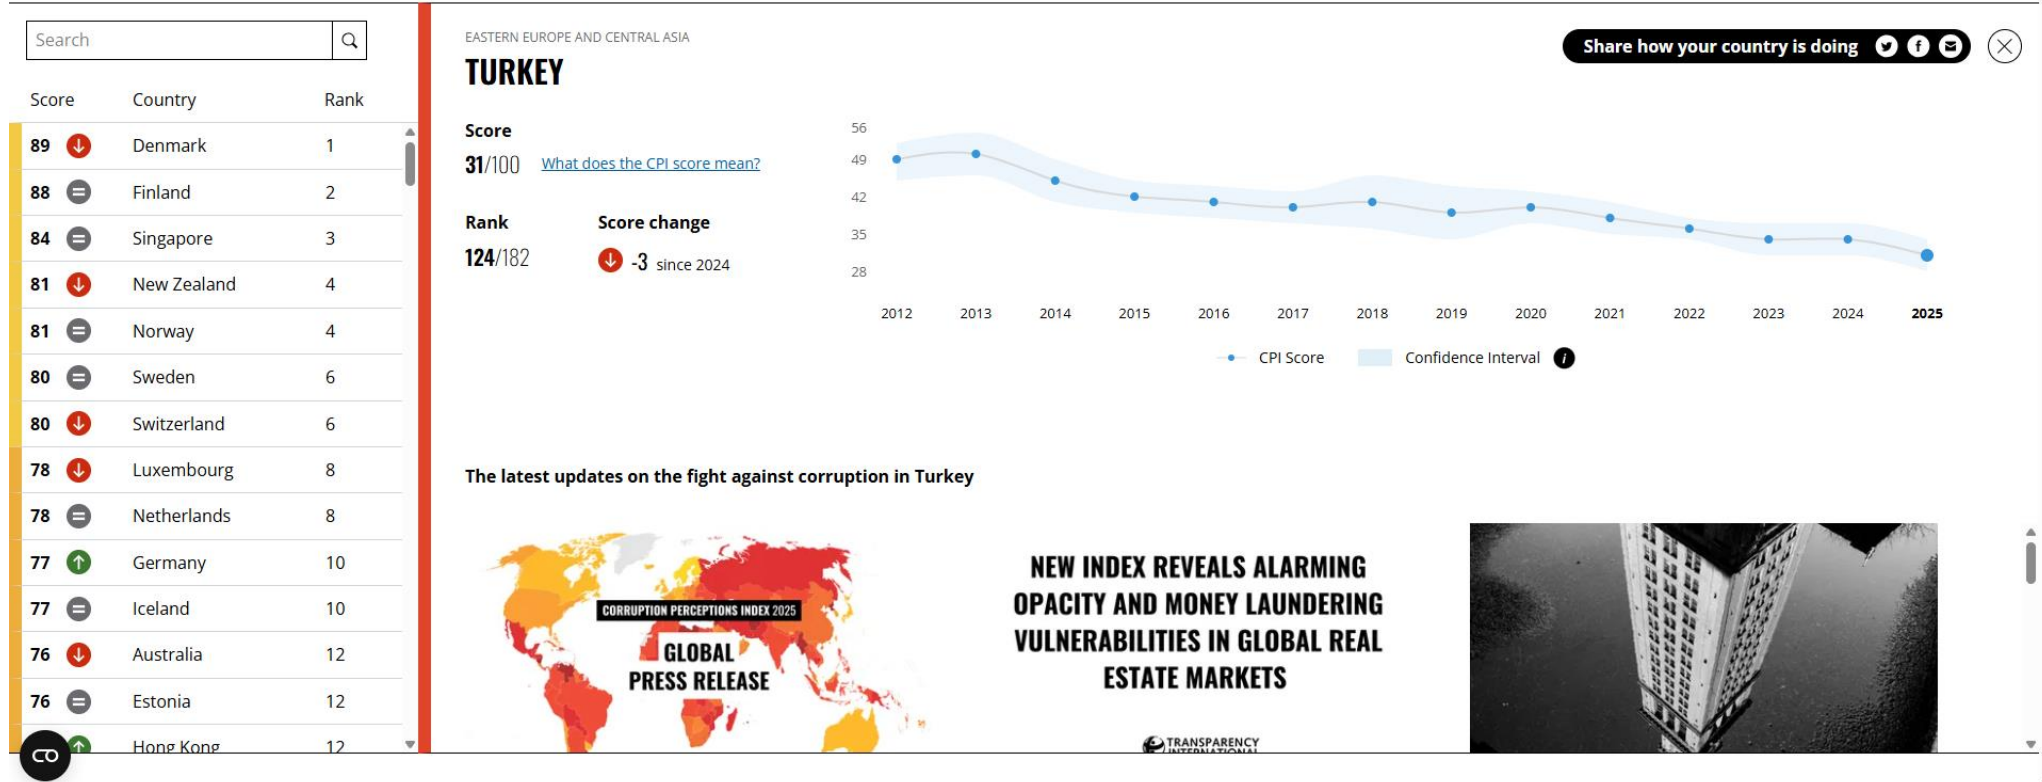 Search
Score Country Rank
89 Denmark 1
88 Finland 2
84 Singapore 3
81 New Zealand 4
81 Norway 4
80 Sweden 6
80 Switzerland 6
78 Luxembourg 8
78 Netherlands 8
77 Germany 10
77 Iceland 10
76 Australia 12
76 Estonia 12
Hong Kong 12
EASTERN EUROPE AND CENTRAL ASIA
TURKEY
Share how your country is doing
Score
31/100 What does the CPI score mean?
Rank Score change
124/182 -3 since 2024
56
49
42
35
28
2012 2013 2014 2015 2016 2017 2018 2019 2020 2021 2022 2023 2024 2025
CPI Score Confidence Interval i
The latest updates on the fight against corruption in Turkey
CORRUPTION PERCEPTIONS INDEX 2025
GLOBAL
PRESS RELEASE
NEW INDEX REVEALS ALARMING
OPACITY AND MONEY LAUNDERING
VULNERABILITIES IN GLOBAL REAL
ESTATE MARKETS
TRANSPARENCY
INTERNATIONAL